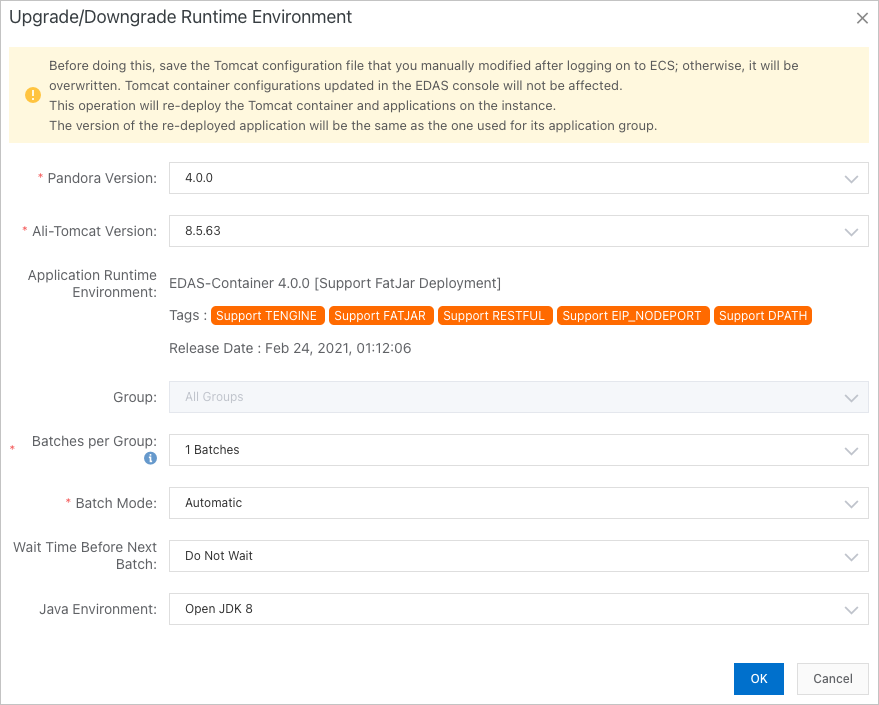 Upgrade/Downgrade Runtime Environment
Before doing this, save the Tomcat configuration file that you manually modified after logging on to ECS; otherwise, it will be
overwritten. Tomcat container configurations updated in the EDAS console will not be affected.
This operation will re-deploy the Tomcat container and applications on the instance.
The version of the re-deployed application will be the same as the one used for its application group.
* Pandora Version: 4.0.0
* Ali-Tomcat Version: 8.5.63
Application Runtime
Environment:
EDAS-Container 4.0.0 [Support FatJar Deployment]
Tags : Support TENGINE Support FATJAR Support RESTFUL Support EIP_NODEPORT Support DPATH
Release Date : Feb 24, 2021, 01:12:06
Group: All Groups
* Batches per Group: 1 Batches
* Batch Mode: Automatic
Wait Time Before Next
Batch:
Do Not Wait
Java Environment: Open JDK 8
OK Cancel